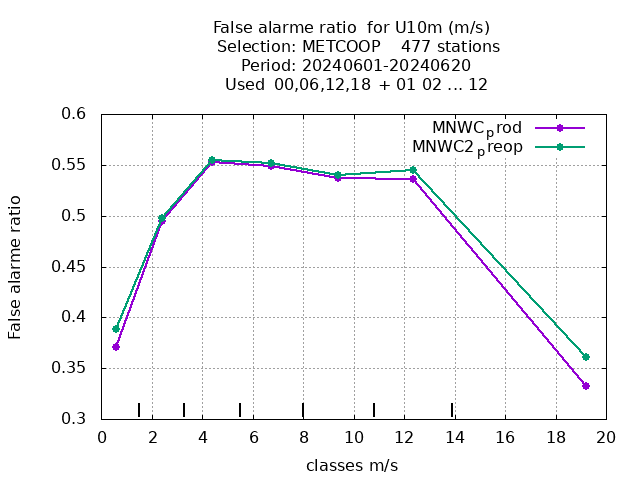 False alarme ratio  for U10m (m/s)
Selection: METCOOP    477 stations
Period: 20240601-20240620
Used  00,06,12,18 + 01 02 ... 12
MNWCprod
MNWC2preop
0.6
0.55
0.5
0.45
0.4
0.35
0.3
False alarme ratio
0 2 4 6 8 10 12 14 16 18 20
classes m/s